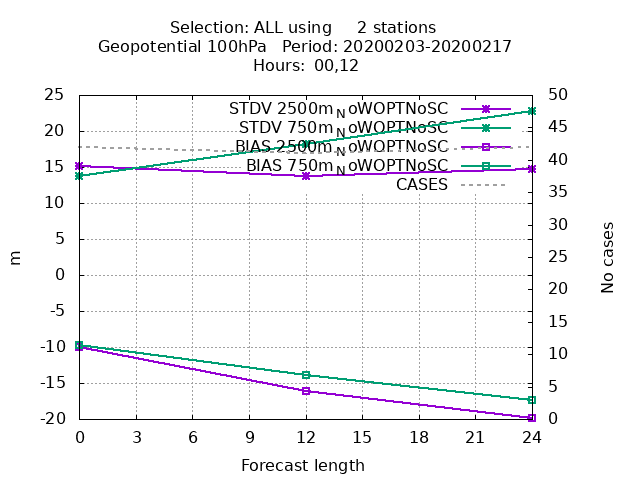 Selection: ALL using 2 stations
Geopotential 100hPa Period: 20200203-20200217
Hours: 00,12
25
20
15
10
5
0
-5
-10
-15
-20
m
STDV 2500m_NoWOPTNoSC
STDV 750m_NoWOPTNoSC
BIAS 2500m_NoWOPTNoSC
BIAS 750m_NoWOPTNoSC
CASES
50
45
40
35
30
25
20
15
10
5
0
No cases
0 3 6 9 12 15 18 21 24
Forecast length